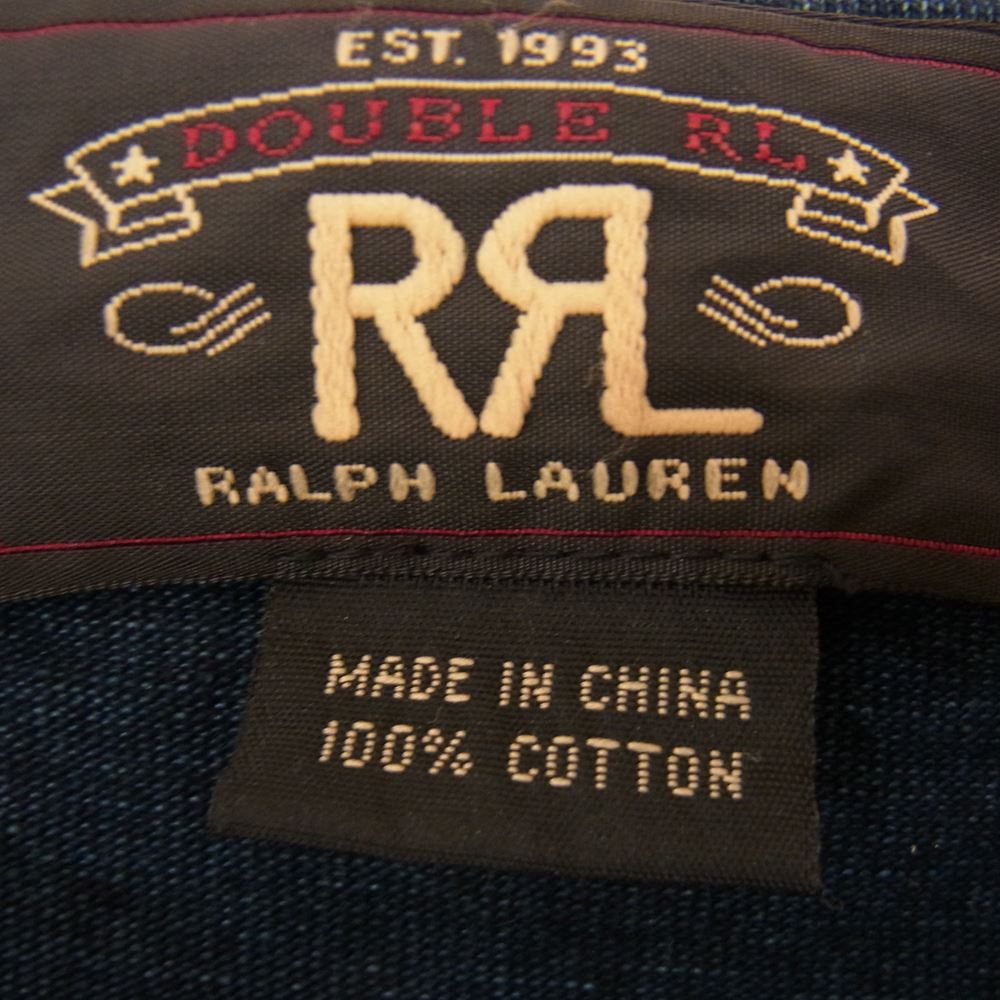 EST. 1993
DOUBLE RL
RRL
RALPH LAUREN
MADE IN CHINA
100% COTTON